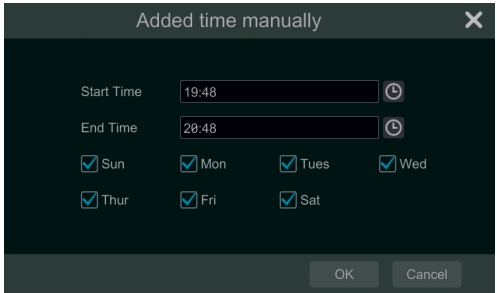 Added time manually
Start Time 19:48
End Time 20:48
Sun Mon Tues Wed
Thur Fri Sat
OK Cancel